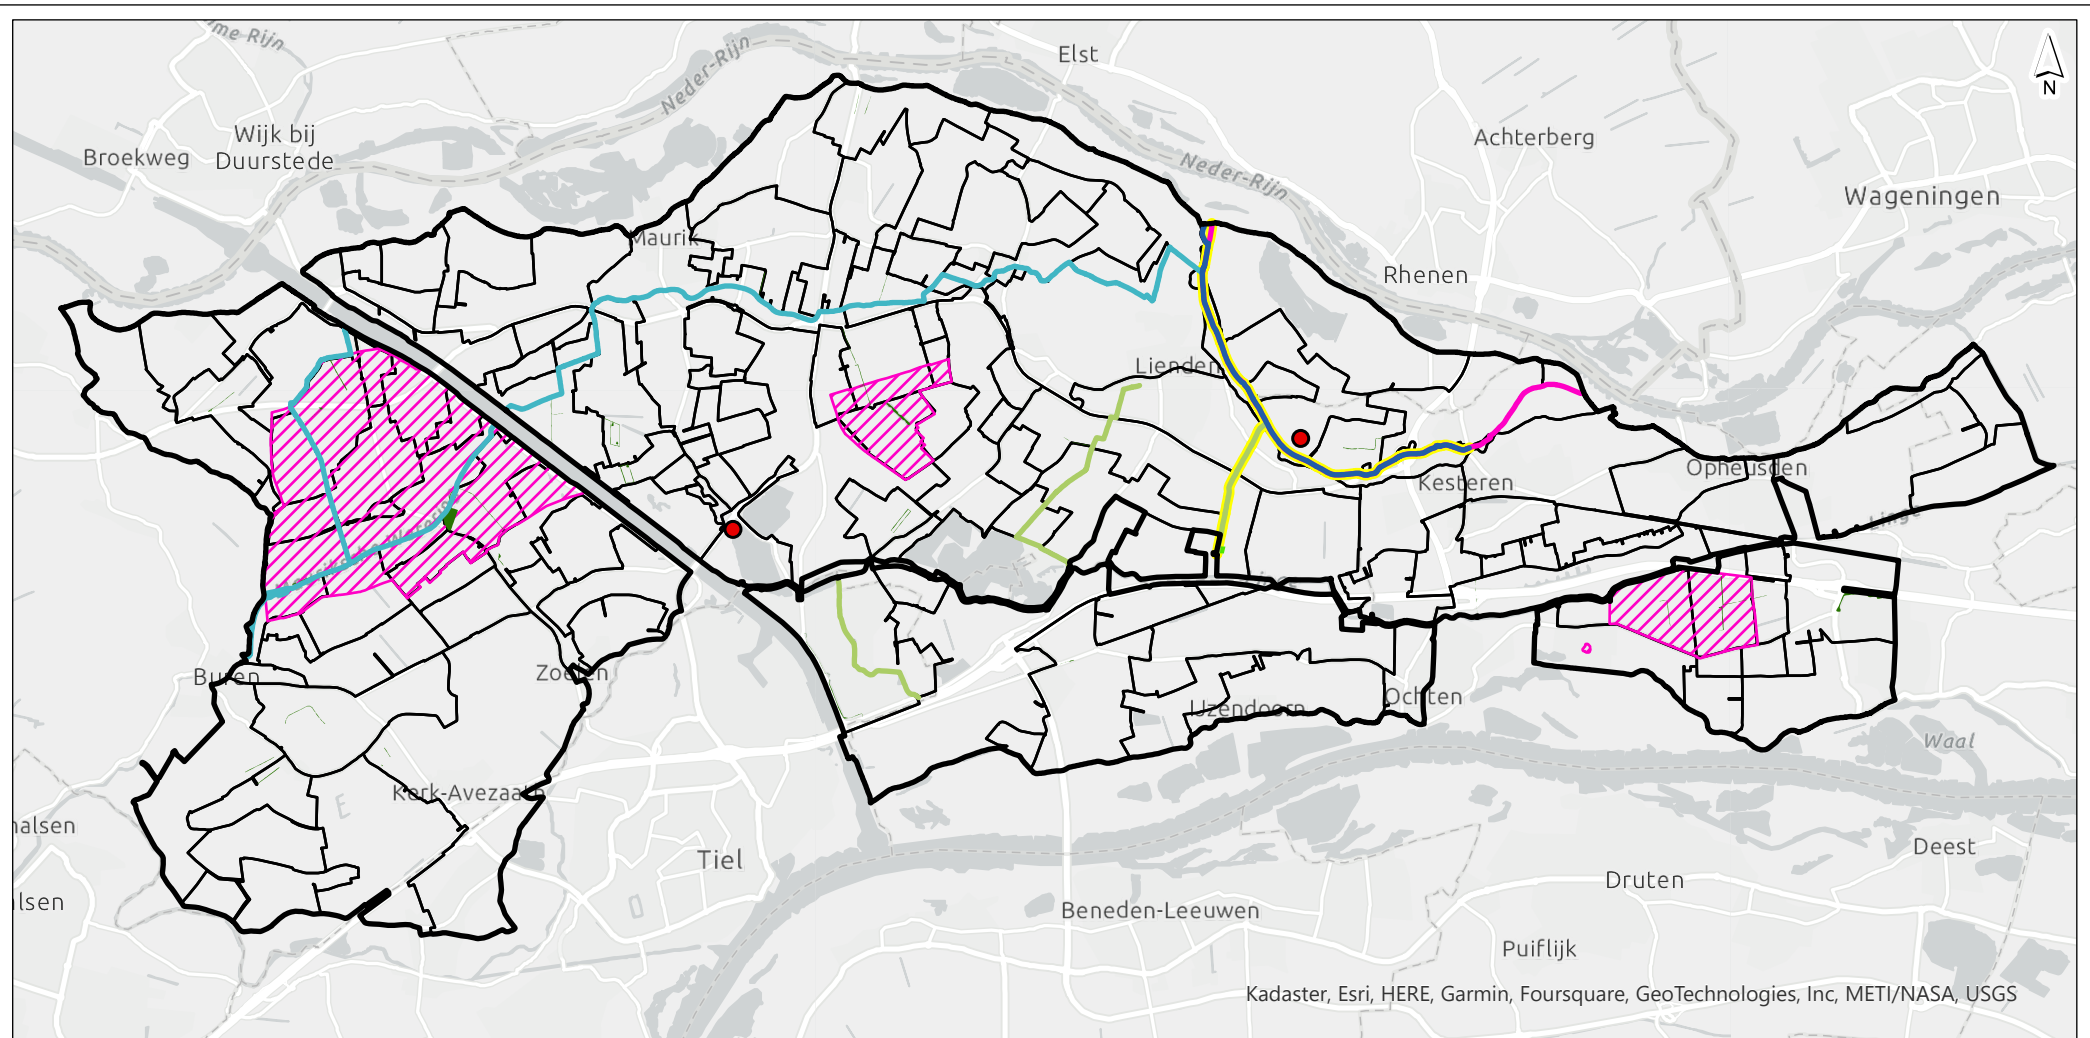 me Rijn
Neder-Rijn
Elst
N
Wijk bij
Duurstede
Broekweg
Achterberg
Neder-Rijn
Wageningen
Maurik
Rhenen
Lienden
Opheusden
Kesteren
Linge
Buren
Zoelen
IJzendoorn
Ochten
Waal
Kerk-Avezaath
malsen
Tiel
Deest
Druten
alsen
Beneden-Leeuwen
Puiflijk
Kadaster, Esri, HERE, Garmin, Foursquare, GeoTechnologies, Inc, METI/NASA, USGS